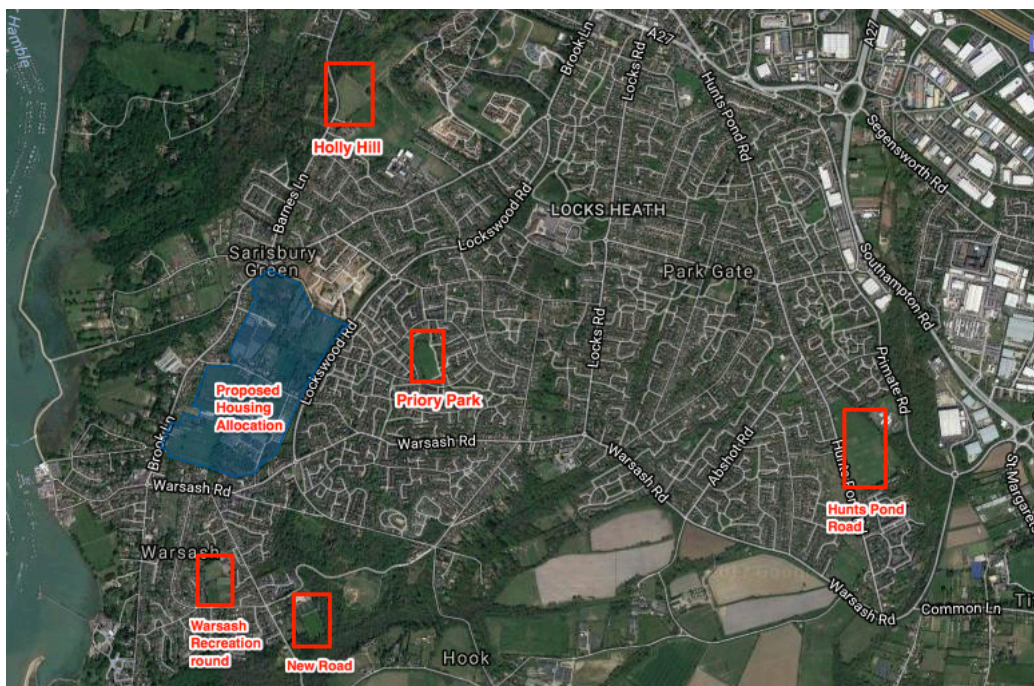 Hamble
A27
Brook Ln
Locks Rd
A27
Hunts Pond Rd
Segensworth Rd
Holly Hill
Barnes Ln
Lockswood Rd
LOCKS HEATH
Sarisbury
Green
Park Gate
Southampton Rd
Locks Rd
Lockswood Rd
Proposed
Housing
Allocation
Priory Park
Primate Rd
Brook Ln
Warsash Rd
Warsash Rd
Abshot Rd
Warsash Rd
Hunts Pond
Road
St Margare
Warsash
Warsash Rd
Common Ln
Warsash
Recreation
round
New Road
Hook